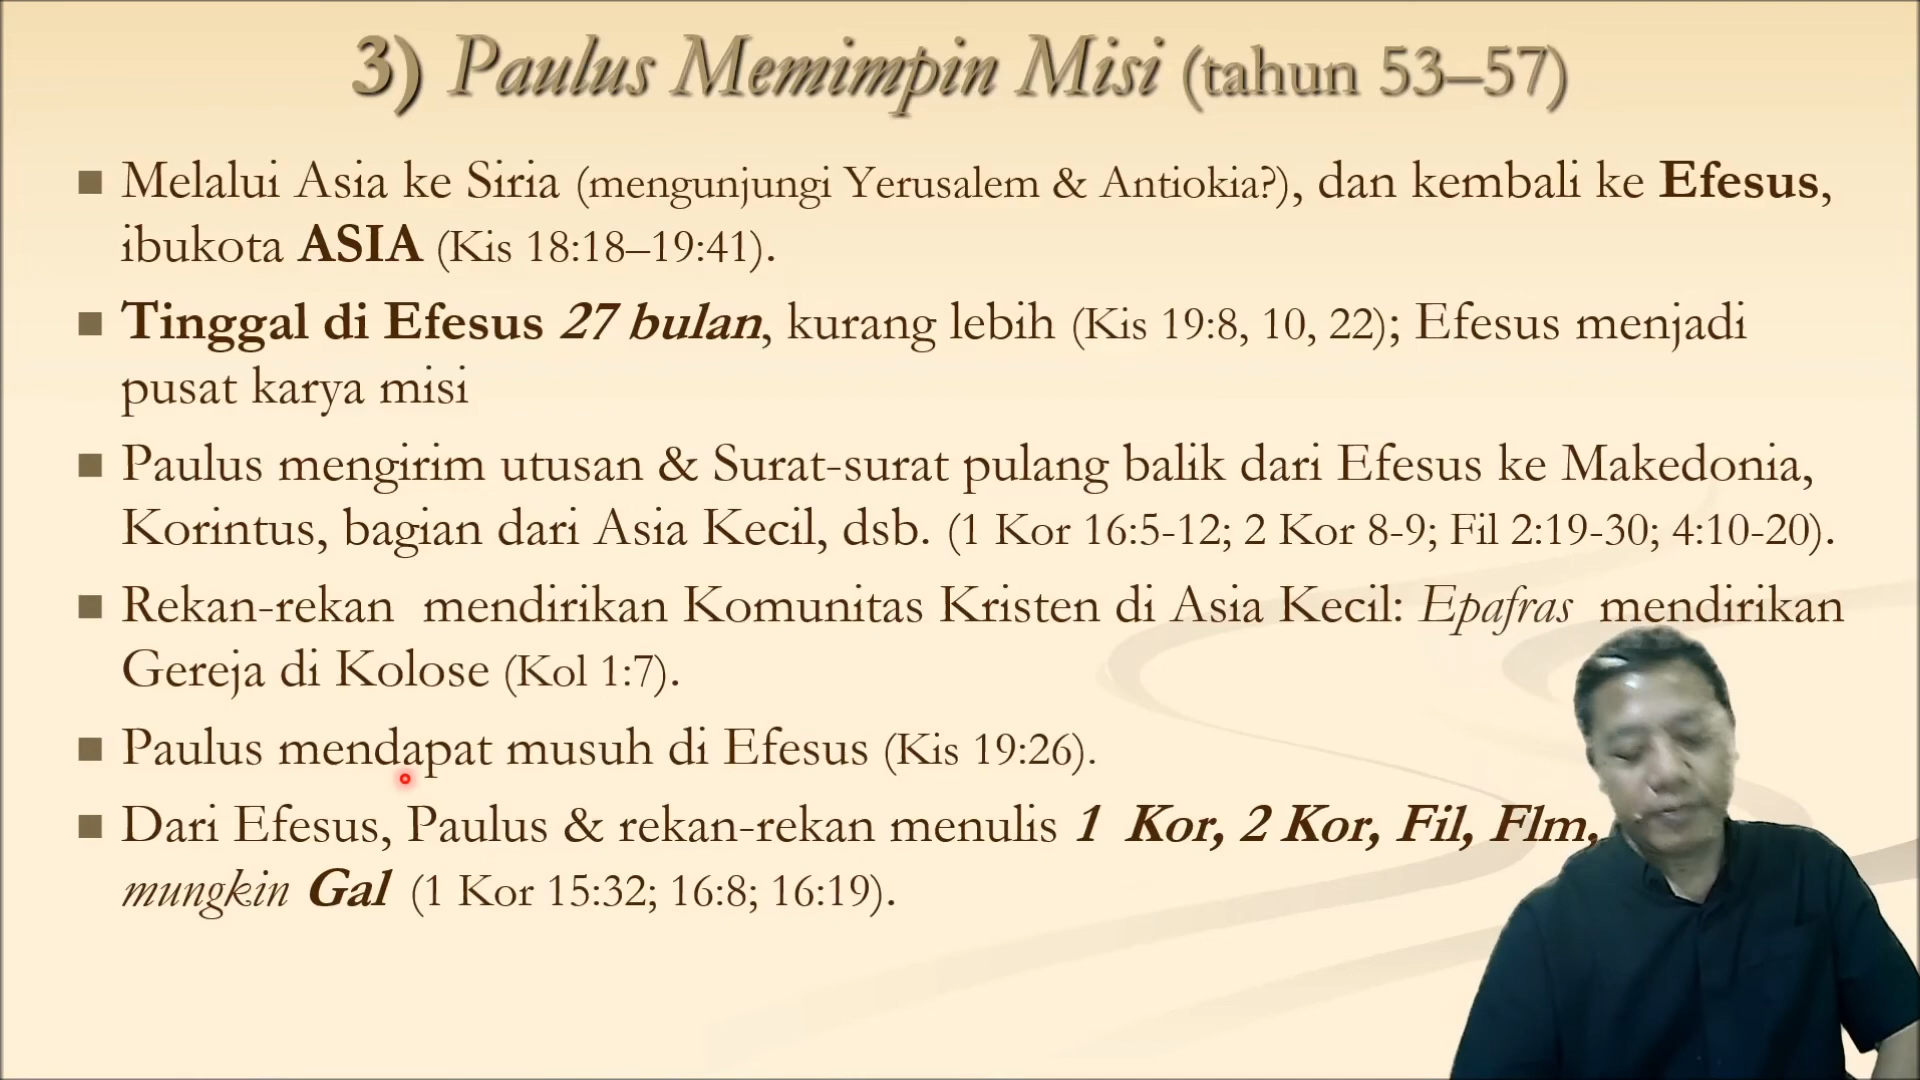 3) Paulus Memimpin Misi (tahun 53–57)
■ Melalui Asia ke Siria (mengunjungi Yerusalem & Antiokia?), dan kembali ke Efesus,
ibukota ASIA (Kis 18:18–19:41).
■ Tinggal di Efesus 27 bulan, kurang lebih (Kis 19:8, 10, 22); Efesus menjadi
pusat karya misi
■ Paulus mengirim utusan & Surat-surat pulang balik dari Efesus ke Makedonia,
Korintus, bagian dari Asia Kecil, dsb. (1 Kor 16:5-12; 2 Kor 8-9; Fil 2:19-30; 4:10-20).
■ Rekan-rekan mendirikan Komunitas Kristen di Asia Kecil: Epafras mendirikan
Gereja di Kolose (Kol 1:7).
■ Paulus mendapat musuh di Efesus (Kis 19:26).
■ Dari Efesus, Paulus & rekan-rekan menulis 1 Kor, 2 Kor, Fil, Flm,
mungkin Gal (1 Kor 15:32; 16:8; 16:19).